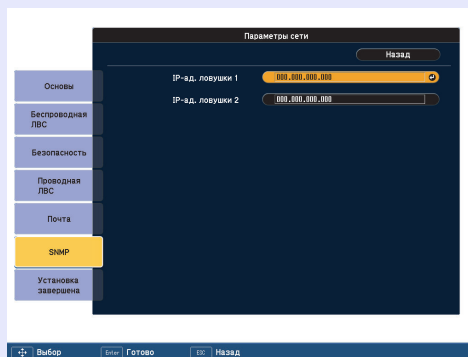 Параметры сети
Назад
IP-ад. ловушки 1 000.000.000.000
IP-ад. ловушки 2 000.000.000.000
Основы
Беспроводная
ЛВС
Безопасность
Проводная
ЛВС
Почта
SNMP
Установка
завершена
Выбор Enter Готово ESC Назад